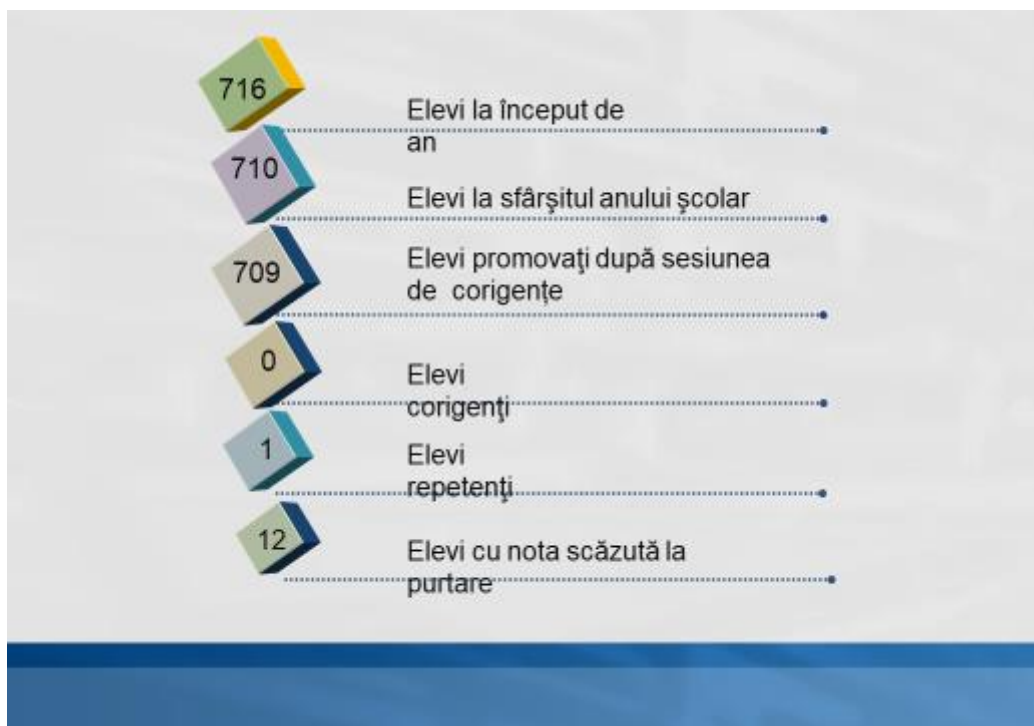 716
Elevi la început de
an
710
Elevi la sfârşitul anului şcolar
709
Elevi promovaţi după sesiunea
de corigențe
0
Elevi
corigenţi
1
Elevi
repetenţi
12
Elevi cu nota scăzută la
purtare